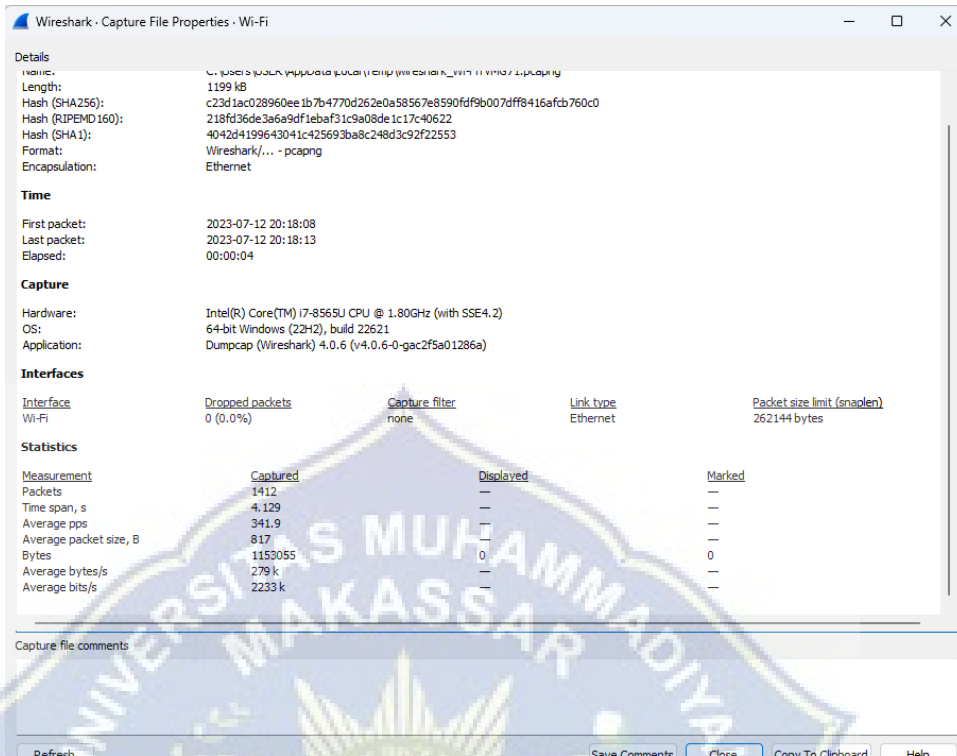 Wireshark · Capture File Properties · Wi-Fi
Details
Name:
Length: 1199 kB
Hash (SHA256): c23d1ac028960ee1b7b4770d262e0a58567e8590fdf9b007dff8416afcb760c0
Hash (RIPEMD160): 218fd36de3a6a9df1ebaf31c9a08de1c17c40622
Hash (SHA1): 4042d4199643041c425693ba8c248d3c92f22553
Format: Wireshark/... - pcapng
Encapsulation: Ethernet
Time
First packet: 2023-07-12 20:18:08
Last packet: 2023-07-12 20:18:13
Elapsed: 00:00:04
Capture
Hardware: Intel(R) Core(TM) i7-8565U CPU @ 1.80GHz (with SSE4.2)
OS: 64-bit Windows (22H2), build 22621
Application: Dumpcap (Wireshark) 4.0.6 (v4.0.6-0-gac2f5a01286a)
Interfaces
Interface Dropped packets Capture filter Link type Packet size limit (snaplen)
Wi-Fi 0 (0.0%) none Ethernet 262144 bytes
Statistics
Measurement Captured Displayed Marked
Packets 1412 — —
Time span, s 4.129 — —
Average pps 341.9 — —
Average packet size, B 817 — —
Bytes 1153055 0 0
Average bytes/s 279 k — —
Average bits/s 2233 k — —
UNIVERSITAS MUHAMMADIYA
MAKASSAR
Capture file comments
Refresh Save Comments Close Copy To Clipboard Help